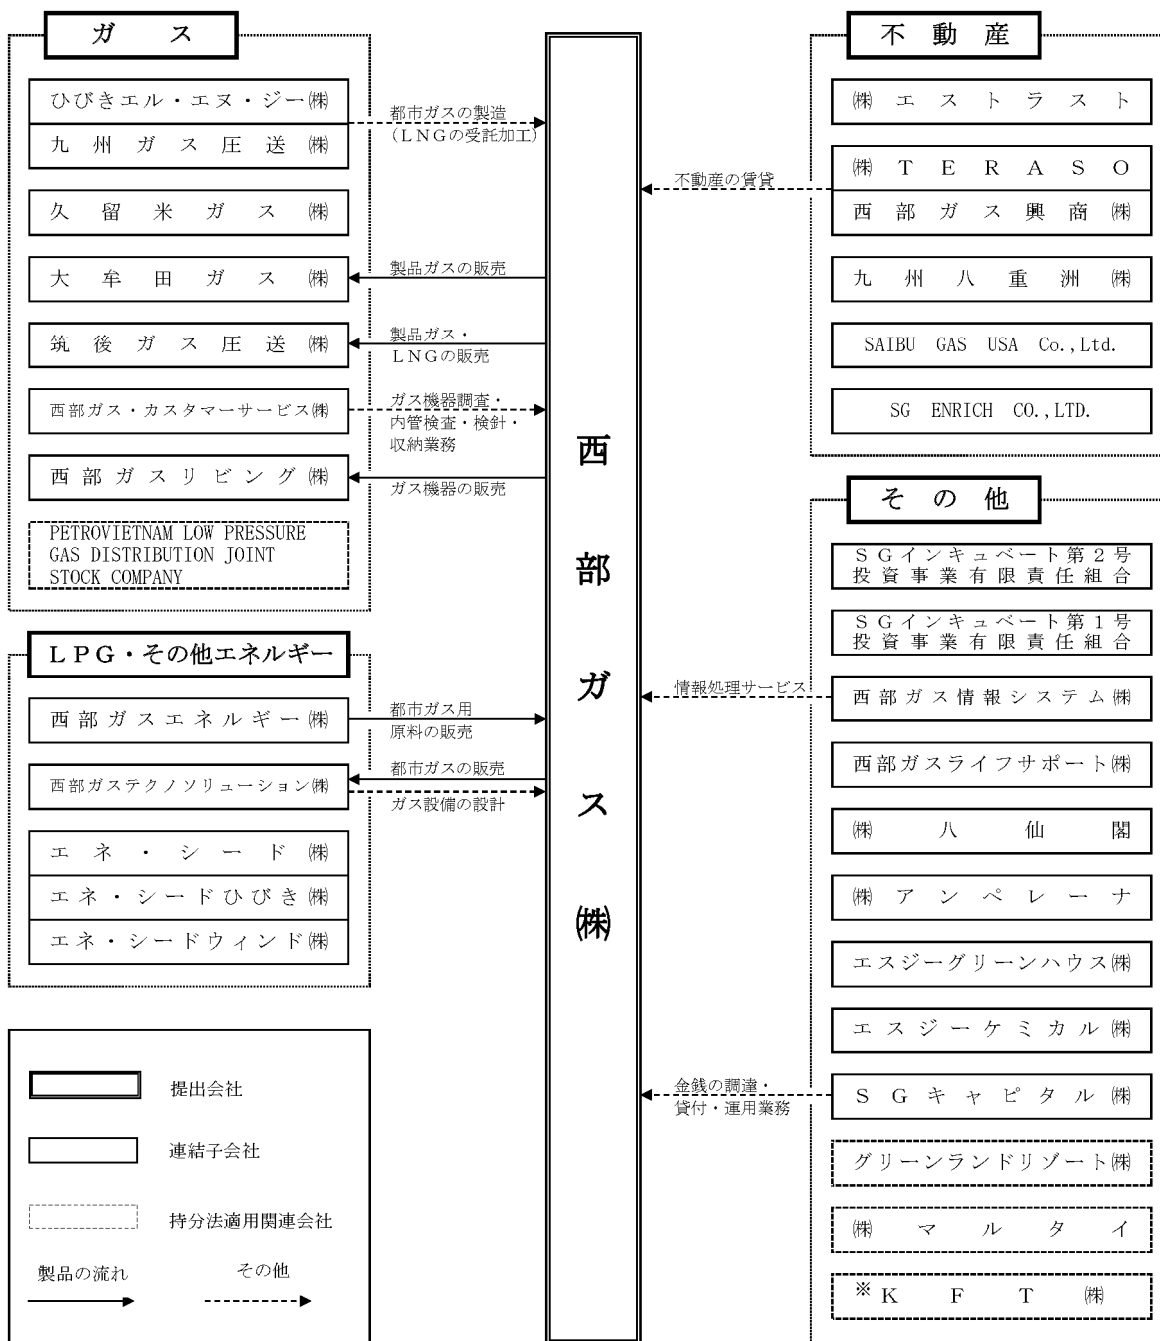 ガス
ひびきエル・エヌ・ジー㈱
九州ガス圧送㈱
久留米ガス㈱
大牟田ガス㈱
筑後ガス圧送㈱
西部ガス・カスタマーサービス㈱
西部ガスリビング㈱
PETROVIETNAM LOW PRESSURE
GAS DISTRIBUTION JOINT
STOCK COMPANY
LPG・その他エネルギー
西部ガスエネルギー㈱
西部ガステクノソリューション㈱
エネ・シード㈱
エネ・シードひびき㈱
エネ・シードウィンド㈱
提出会社
連結子会社
持分法適用関連会社
製品の流れ
その他
都市ガスの製造
(LNGの受託加工)
製品ガスの販売
製品ガス・
LNGの販売
ガス機器調査・
内管検査・検針・
収納業務
ガス機器の販売
都市ガス用
原料の販売
都市ガスの販売
ガス設備の設計
西部ガス㈱
不動産の賃貸
情報処理サービス
金銭の調達・
貸付・運用業務
不動産
㈱エストラスト
㈱TERASO
西部ガス興商㈱
九州八重洲㈱
SAIBU GAS USA Co.,Ltd.
SG ENRICH CO.,LTD.
その他
SGインキュベート第2号
投資事業有限責任組合
SGインキュベート第1号
投資事業有限責任組合
西部ガス情報システム㈱
西部ガスライフサポート㈱
㈱八仙閣
㈱アンペレーナ
エスジーグリーンハウス㈱
エスジーケミカル㈱
SGキャピタル㈱
グリーンランドリゾート㈱
㈱マルタイ
※KFT㈱